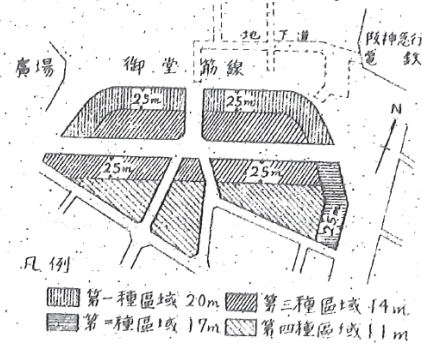 地下道
阪神急行
電鉄
廣場
御堂筋線
25m
25m
N
25m
25m
25m
凡例
第一種區域 20m
第三種區域 14m
第二種區域 17m
第四種區域 11m